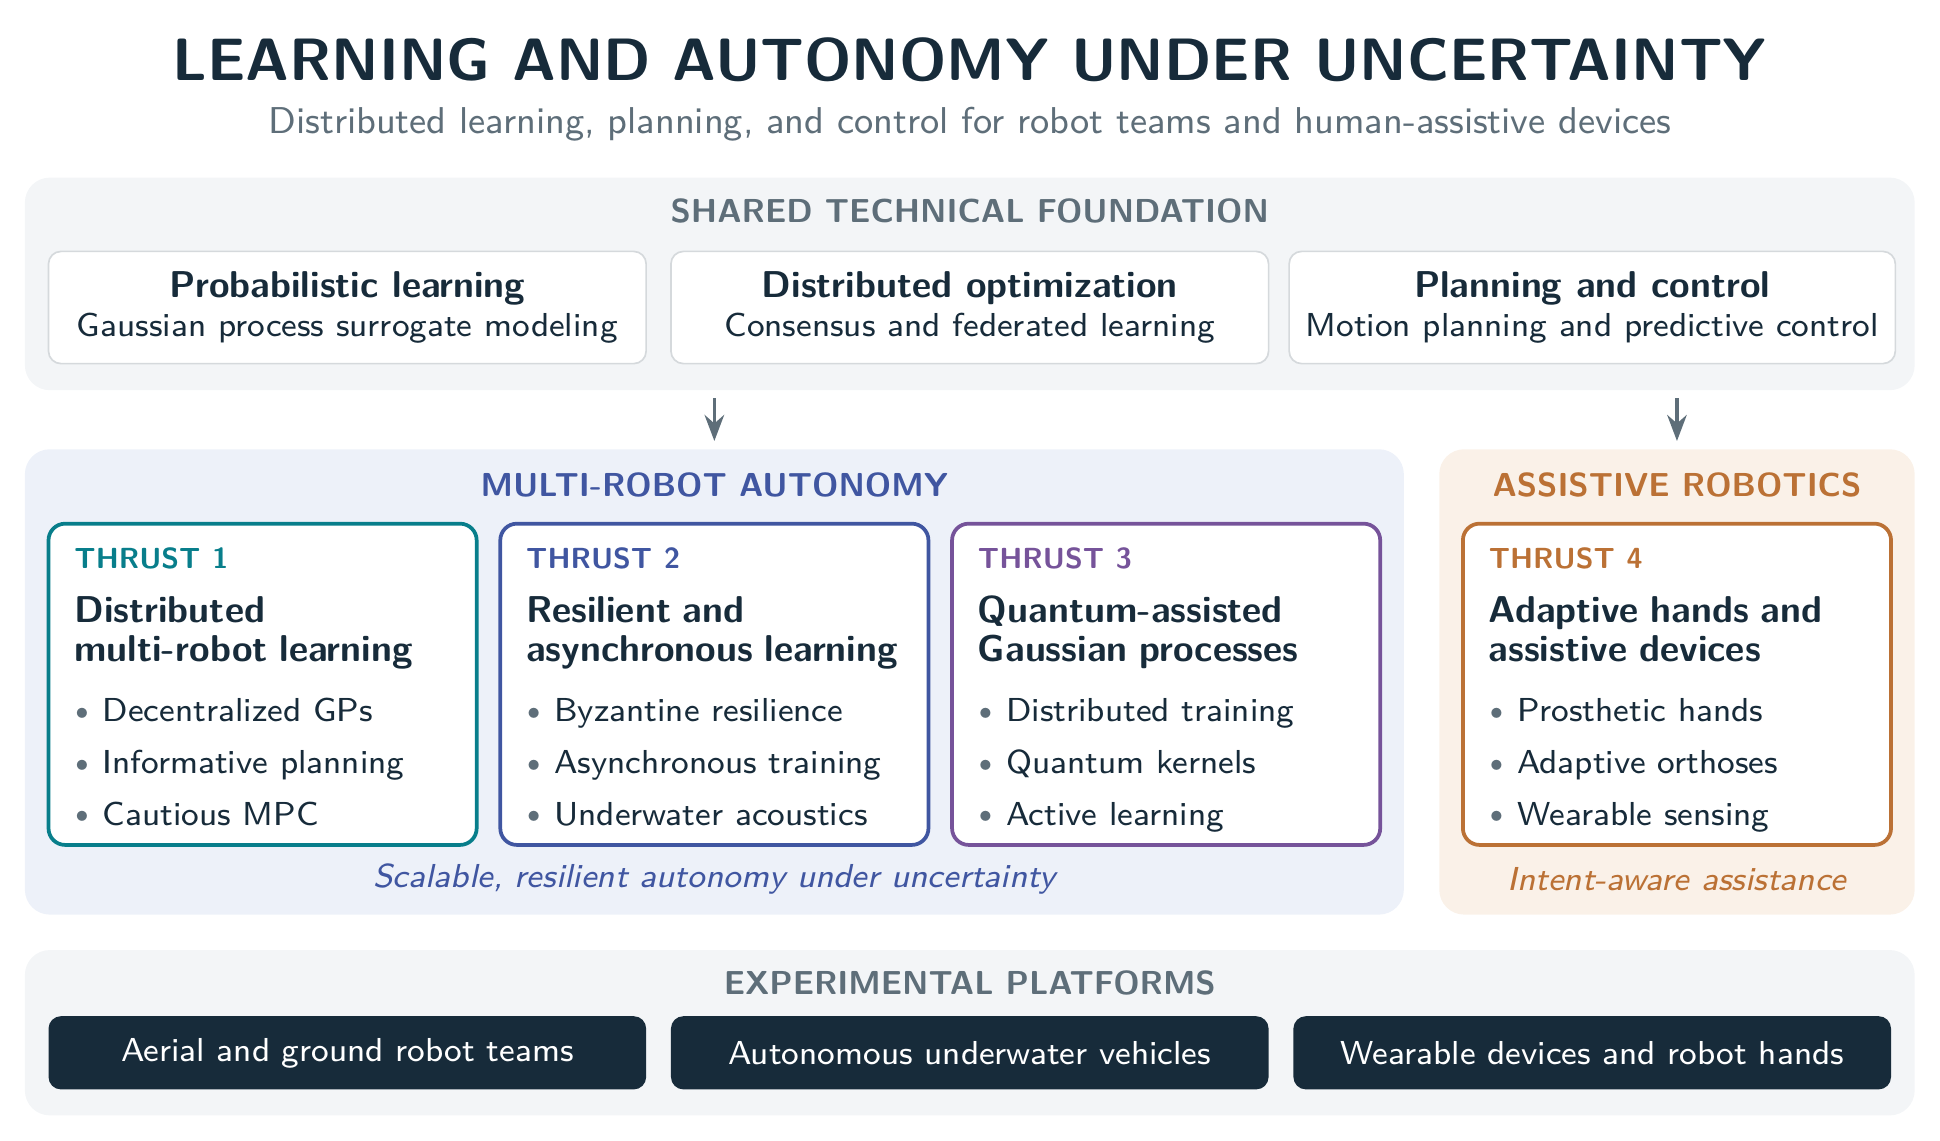 LEARNING AND AUTONOMY UNDER UNCERTAINTY
Distributed learning, planning, and control for robot teams and human-assistive devices
SHARED TECHNICAL FOUNDATION
Probabilistic learning
Gaussian process surrogate modeling
Distributed optimization
Consensus and federated learning
Planning and control
Motion planning and predictive control
MULTI-ROBOT AUTONOMY
THRUST 1
Distributed
multi-robot learning
• Decentralized GPs
• Informative planning
• Cautious MPC
THRUST 2
Resilient and
asynchronous learning
• Byzantine resilience
• Asynchronous training
• Underwater acoustics
THRUST 3
Quantum-assisted
Gaussian processes
• Distributed training
• Quantum kernels
• Active learning
Scalable, resilient autonomy under uncertainty
ASSISTIVE ROBOTICS
THRUST 4
Adaptive hands and
assistive devices
• Prosthetic hands
• Adaptive orthoses
• Wearable sensing
Intent-aware assistance
EXPERIMENTAL PLATFORMS
Aerial and ground robot teams
Autonomous underwater vehicles
Wearable devices and robot hands